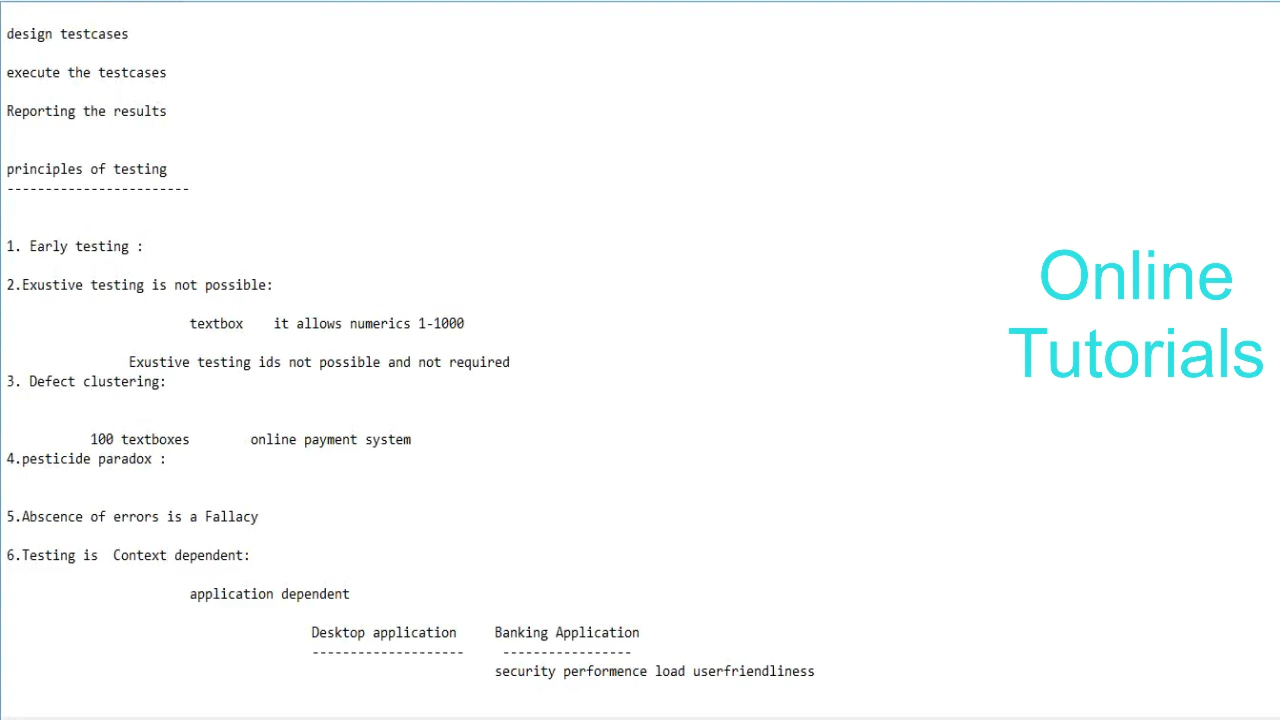 design testcases
execute the testcases
Reporting the results
principles of testing
------------------------
1. Early testing :
2.Exustive testing is not possible:
textbox    it allows numerics 1-1000
Exustive testing ids not possible and not required
3. Defect clustering:
100 textboxes        online payment system
4.pesticide paradox :
5.Abscence of errors is a Fallacy
6.Testing is  Context dependent:
application dependent
Desktop application     Banking Application
--------------------     -----------------
security performence load userfriendliness
Online
Tutorials